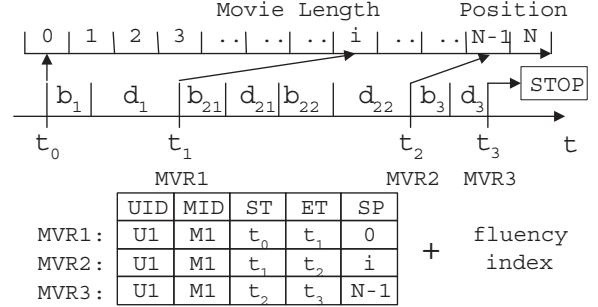 Movie Length Position
0 1 2 3 .. .. .. i .. .. N-1 N
b1 d1 b21 d21 b22 d22 b3 d3 STOP
t0 t1 t2 t3 t
MVR1 MVR2 MVR3
UID MID ST ET SP
MVR1: U1 M1 t0 t1 0
MVR2: U1 M1 t1 t2 i
MVR3: U1 M1 t2 t3 N-1
+ fluency
index